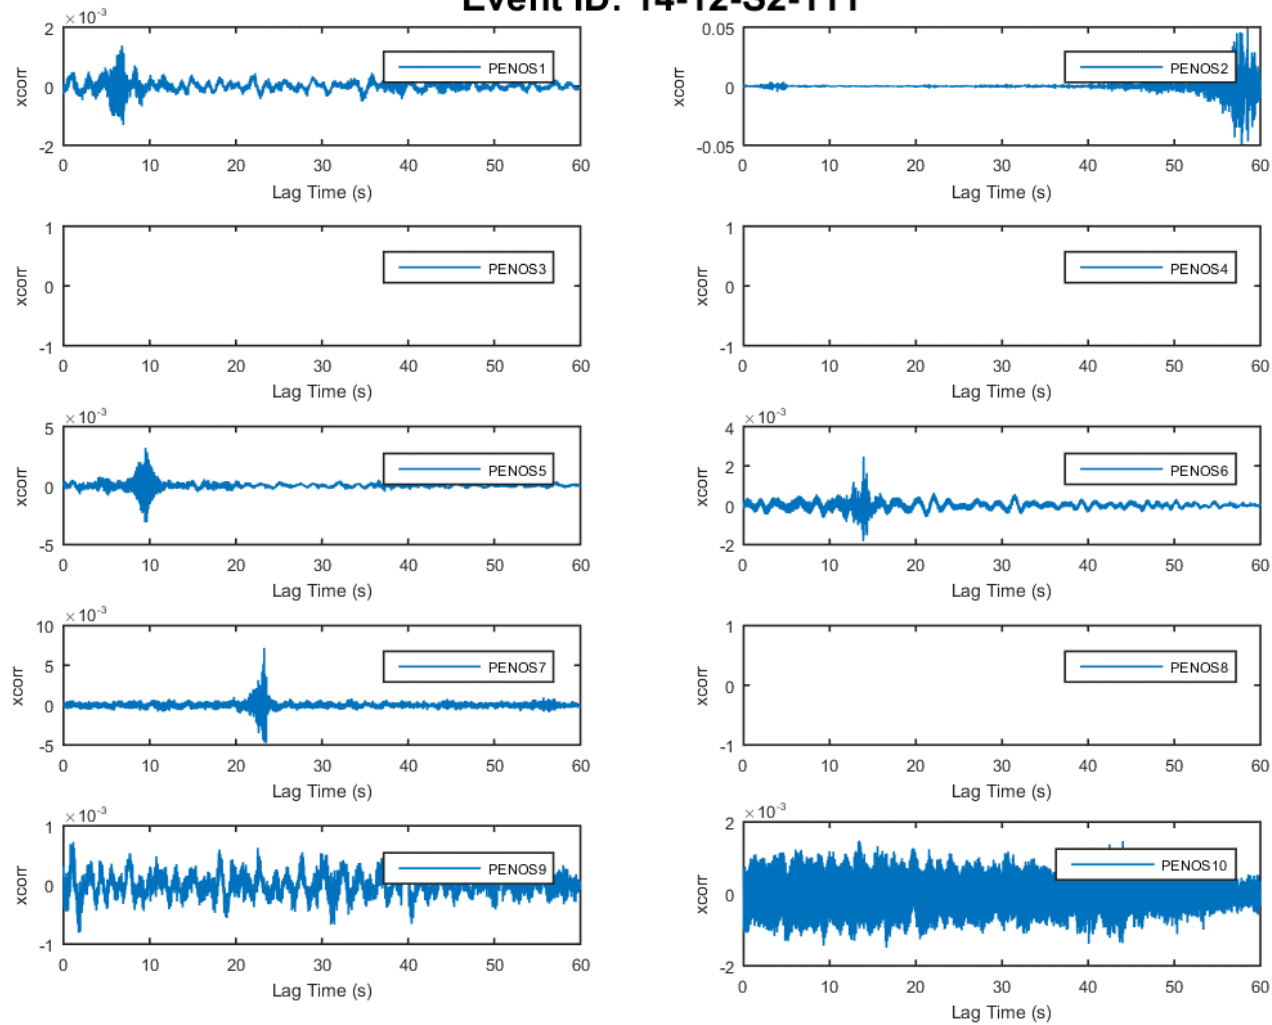 Event ID: 14-12-S2-111
×10⁻³
2
0
-2
xcorr
PENOS1
0 10 20 30 40 50 60
Lag Time (s)
0.05
0
-0.05
xcorr
PENOS2
0 10 20 30 40 50 60
Lag Time (s)
1
0
-1
xcorr
PENOS3
0 10 20 30 40 50 60
Lag Time (s)
1
0
-1
xcorr
PENOS4
0 10 20 30 40 50 60
Lag Time (s)
×10⁻³
5
0
-5
xcorr
PENOS5
0 10 20 30 40 50 60
Lag Time (s)
×10⁻³
4
2
0
-2
xcorr
PENOS6
0 10 20 30 40 50 60
Lag Time (s)
×10⁻³
10
5
0
-5
xcorr
PENOS7
0 10 20 30 40 50 60
Lag Time (s)
1
0
-1
xcorr
PENOS8
0 10 20 30 40 50 60
Lag Time (s)
×10⁻³
1
0
-1
xcorr
PENOS9
0 10 20 30 40 50 60
Lag Time (s)
×10⁻³
2
0
-2
xcorr
PENOS10
0 10 20 30 40 50 60
Lag Time (s)